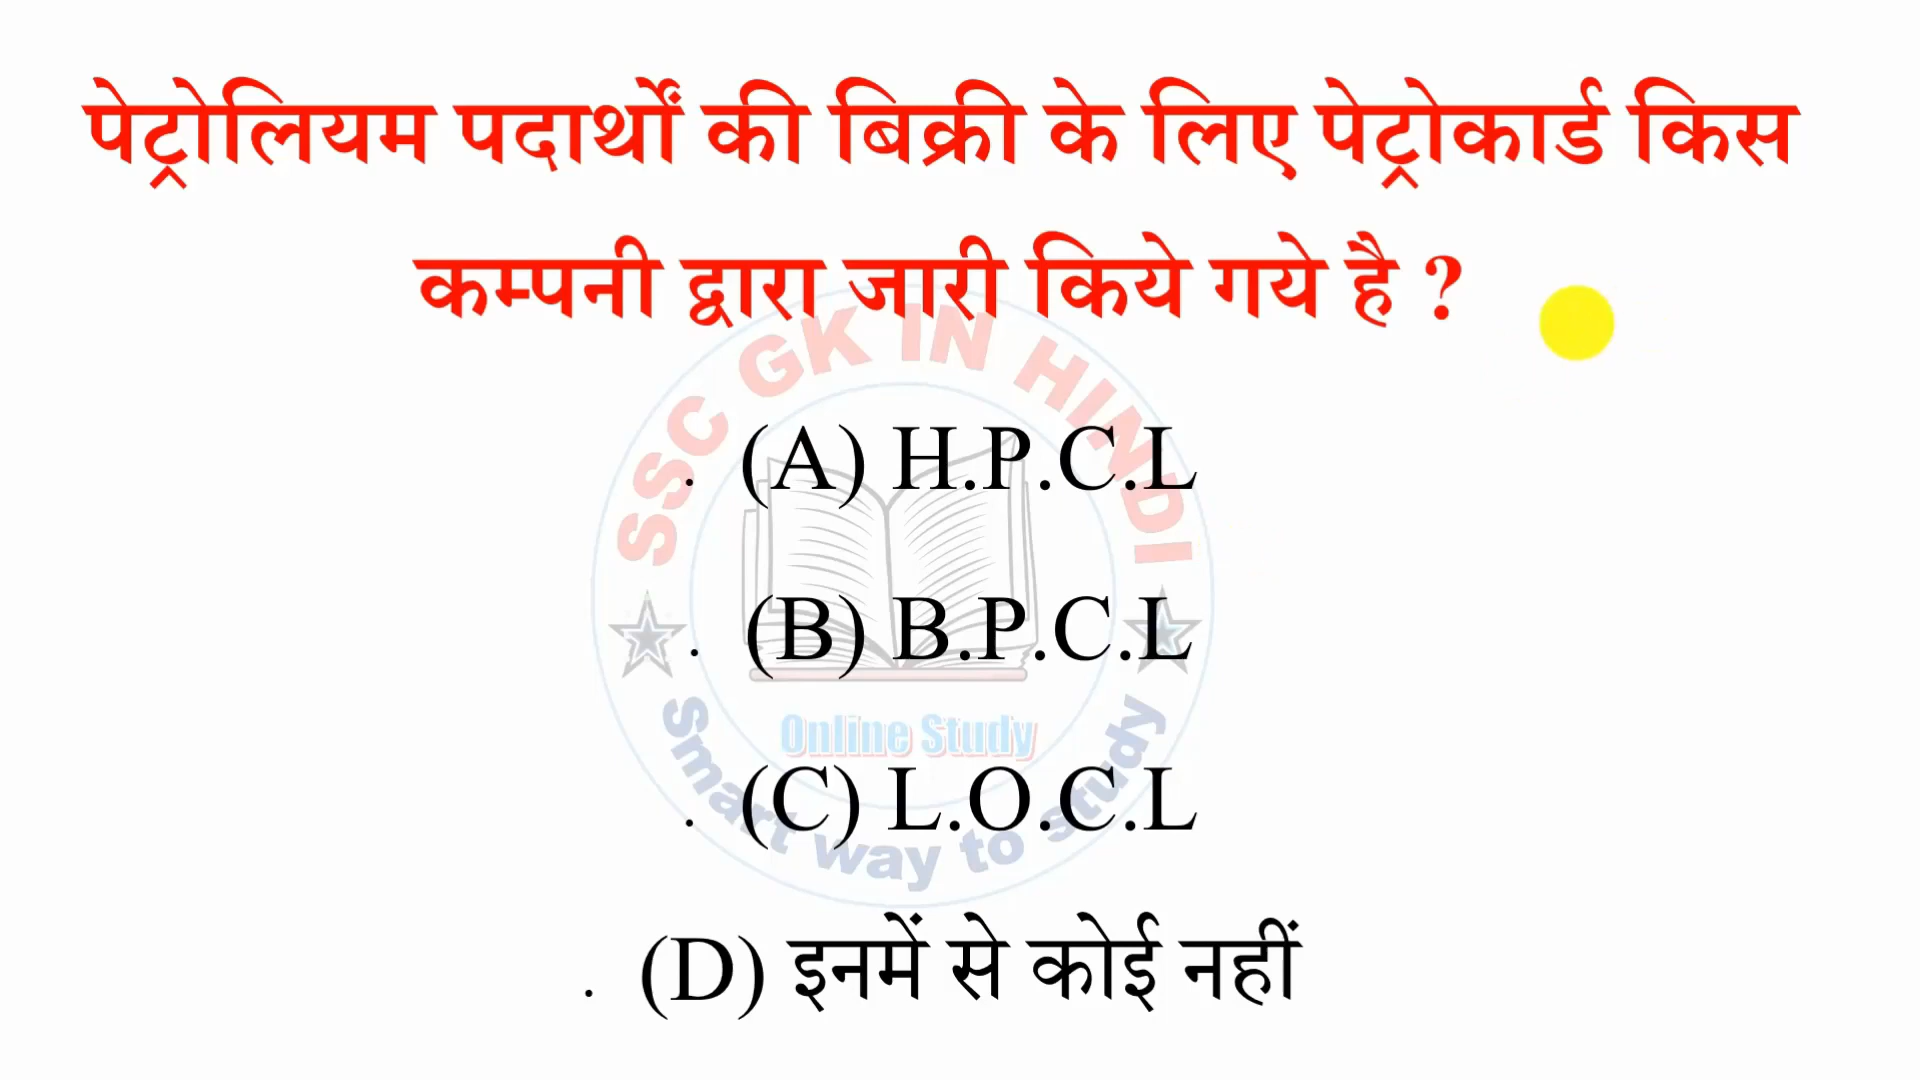 पेट्रोलियम पदार्थों की बिक्री के लिए पेट्रोकार्ड किस
कम्पनी द्वारा जारी किये गये है ?
SSC GK IN HINDI
. (A) H.P.C.L
. (B) B.P.C.L
Online Study
. (C) L.O.C.L
Smart way to study
. (D) इनमें से कोई नहीं